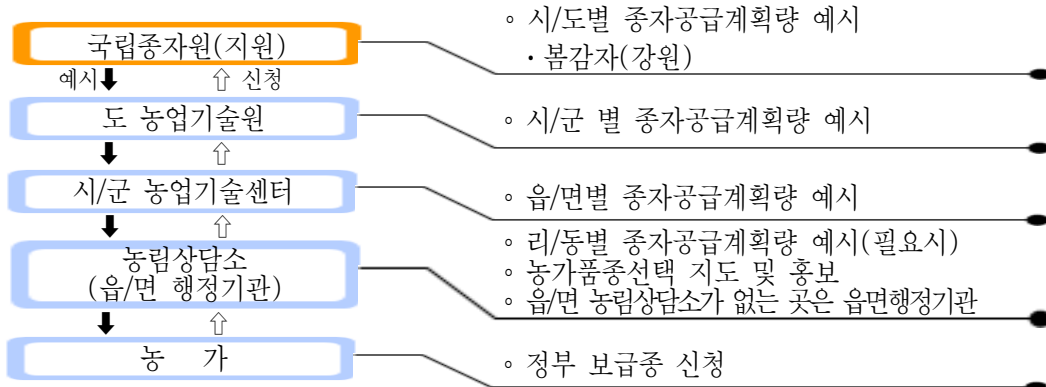 ◦ 시/도별 종자공급계획량 예시
국립종자원(지원)
· 봄감자(강원)
예시⬇ ⇧ 신청
도 농업기술원
◦ 시/군 별 종자공급계획량 예시
⬇ ⇧
시/군 농업기술센터
◦ 읍/면별 종자공급계획량 예시
⬇ ⇧
농림상담소
(읍/면 행정기관)
◦ 리/동별 종자공급계획량 예시(필요시)
◦ 농가품종선택 지도 및 홍보
◦ 읍/면 농림상담소가 없는 곳은 읍면행정기관
⬇ ⇧
농 가
◦ 정부 보급종 신청